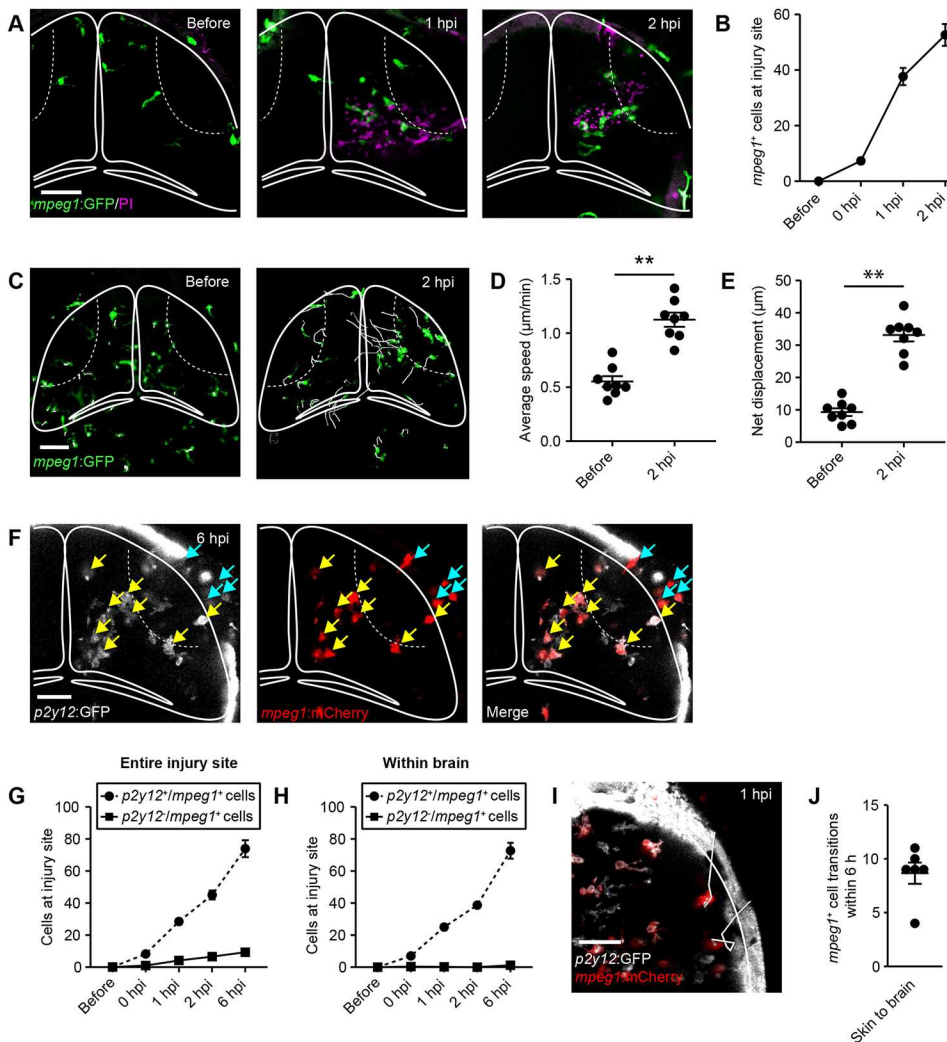 A
Before
mpeg1:GFP/PI
1 hpi
2 hpi
B
mpeg1+ cells at injury site
60
40
20
0
Before
0 hpi
1 hpi
2 hpi
C
Before
mpeg1:GFP
2 hpi
D
Average speed (µm/min)
**
1.5
1.0
0.5
0.0
Before
2 hpi
E
Net displacement (µm)
**
50
40
30
20
10
0
Before
2 hpi
F
6 hpi
p2y12:GFP
mpeg1:mCherry
Merge
Entire injury site
G
p2y12+/mpeg1+ cells
p2y12-/mpeg1+ cells
Cells at injury site
100
80
60
40
20
0
Before
0 hpi
1 hpi
2 hpi
6 hpi
Within brain
H
p2y12+/mpeg1+ cells
p2y12-/mpeg1+ cells
Cells at injury site
100
80
60
40
20
0
Before
0 hpi
1 hpi
2 hpi
6 hpi
I
1 hpi
p2y12:GFP
mpeg1:mCherry
J
mpeg1+ cell transitions
within 6 h
15
10
5
0
Skin to brain